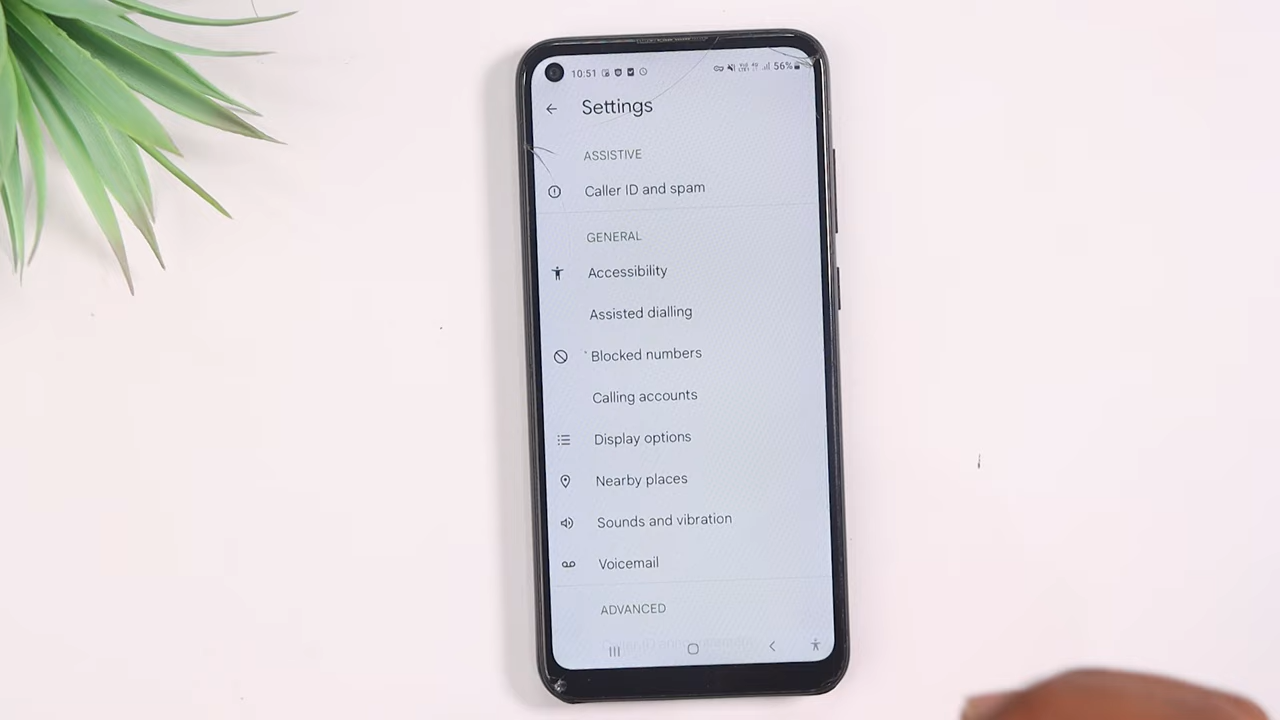 10:51 56%
Settings
ASSISTIVE
Caller ID and spam
GENERAL
Accessibility
Assisted dialling
Blocked numbers
Calling accounts
Display options
Nearby places
Sounds and vibration
Voicemail
ADVANCED